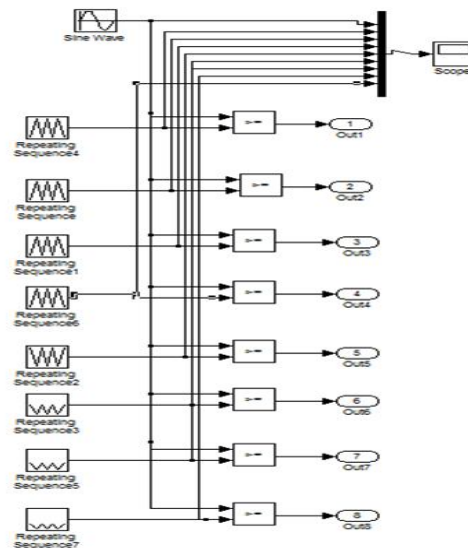 Sine Wave
Scope
>=
1
Out1
Repeating
Sequence4
>=
2
Out2
Repeating
Sequence
>=
3
Out3
Repeating
Sequence1
>=
4
Out4
Repeating
Sequence6
>=
5
Out5
Repeating
Sequence2
>=
6
Out6
Repeating
Sequence3
>=
7
Out7
Repeating
Sequence5
>=
8
Out8
Repeating
Sequence7